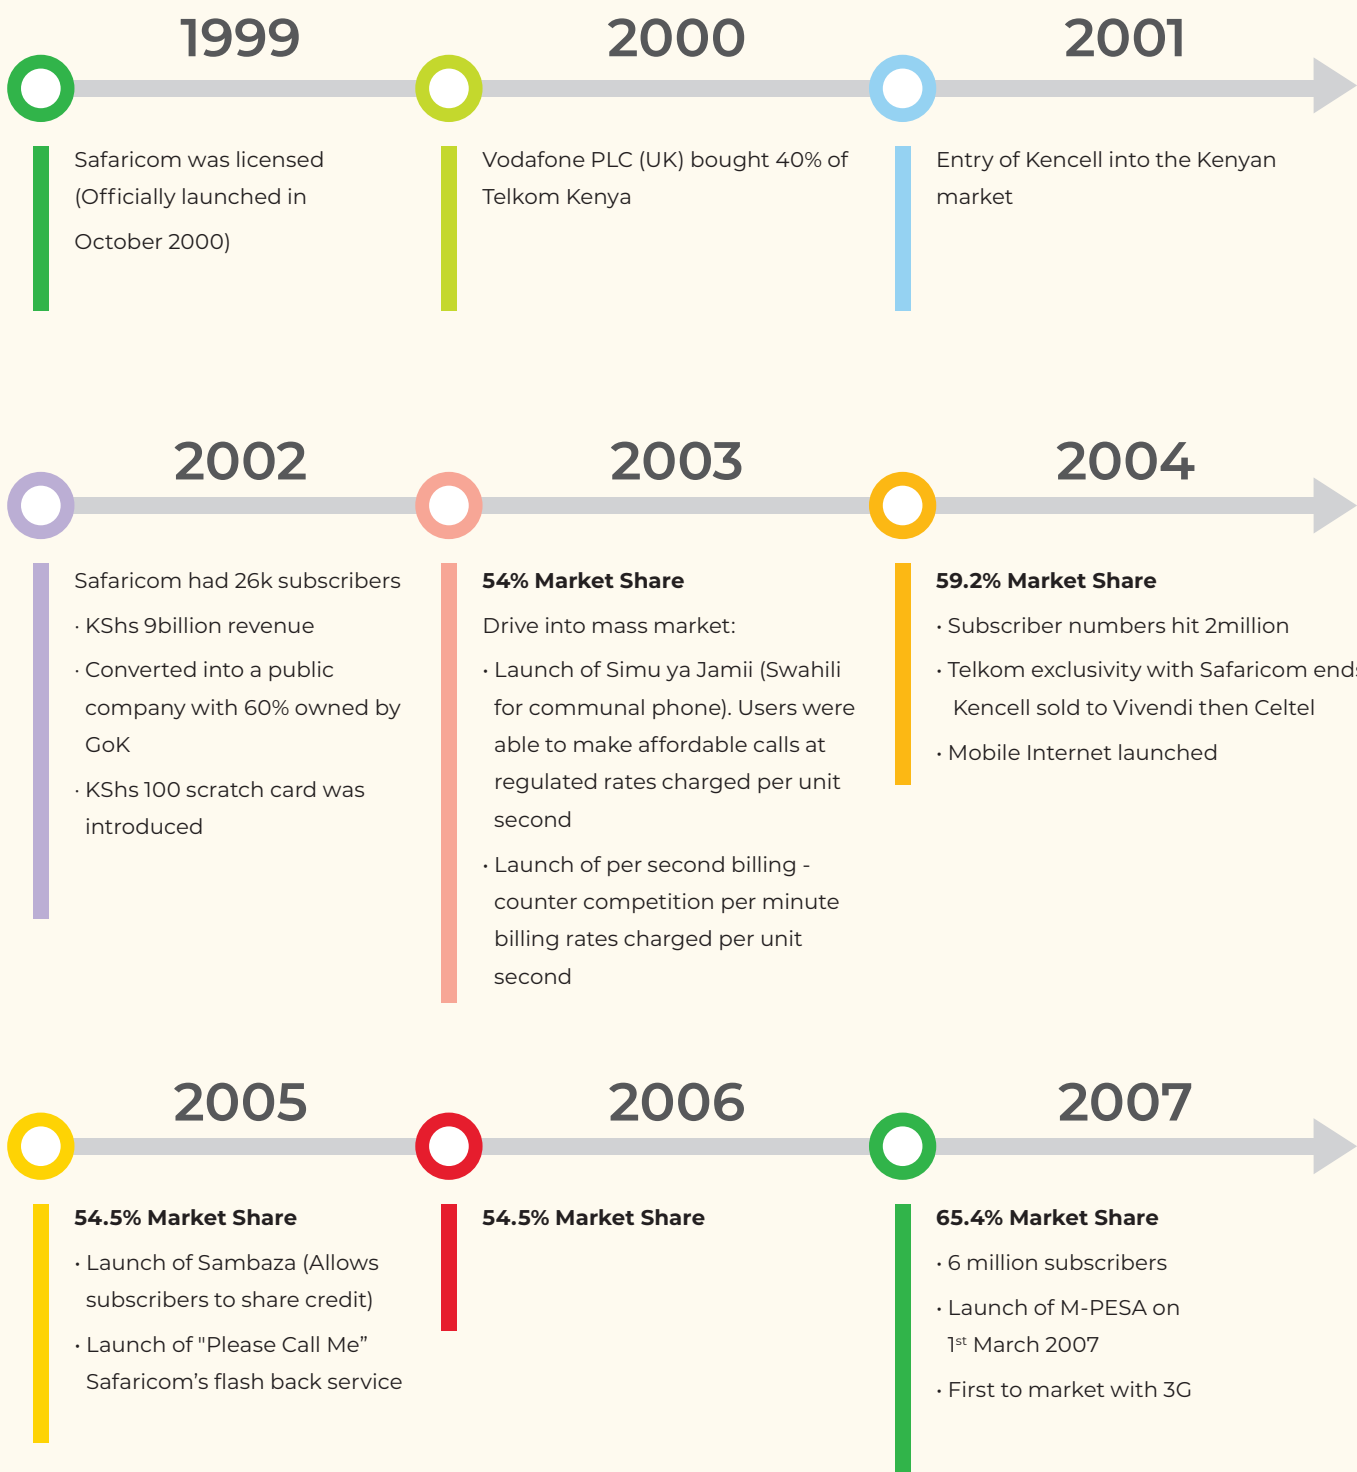 1999
Safaricom was licensed
(Officially launched in
October 2000)
2000
Vodafone PLC (UK) bought 40% of
Telkom Kenya
2001
Entry of Kencell into the Kenyan
market
2002
Safaricom had 26k subscribers
· KShs 9billion revenue
· Converted into a public
company with 60% owned by
GoK
· KShs 100 scratch card was
introduced
2003
54% Market Share
Drive into mass market:
• Launch of Simu ya Jamii (Swahili
for communal phone). Users were
able to make affordable calls at
regulated rates charged per unit
second
• Launch of per second billing -
counter competition per minute
billing rates charged per unit
second
2004
59.2% Market Share
• Subscriber numbers hit 2million
• Telkom exclusivity with Safaricom ends
Kencell sold to Vivendi then Celtel
• Mobile Internet launched
2005
54.5% Market Share
• Launch of Sambaza (Allows
subscribers to share credit)
• Launch of "Please Call Me”
Safaricom’s flash back service
2006
54.5% Market Share
2007
65.4% Market Share
• 6 million subscribers
• Launch of M-PESA on
1st March 2007
• First to market with 3G